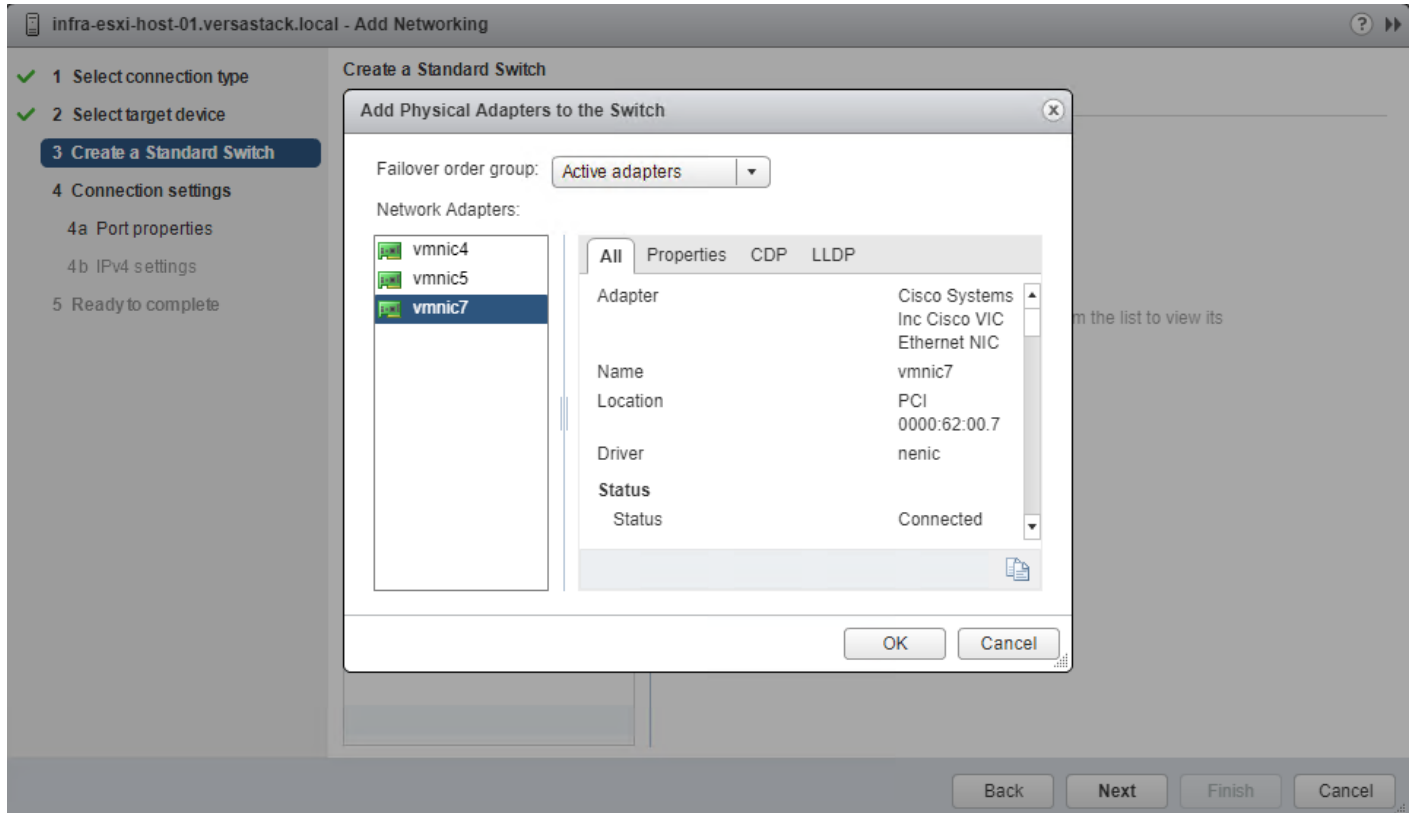 infra-esxi-host-01.versastack.local - Add Networking
?
1 Select connection type
2 Select target device
3 Create a Standard Switch
4 Connection settings
4a Port properties
4b IPv4 settings
5 Ready to complete
Create a Standard Switch
Add Physical Adapters to the Switch
Failover order group: Active adapters
Network Adapters:
vmnic4
vmnic5
vmnic7
All Properties CDP LLDP
Adapter Cisco Systems
Inc Cisco VIC
Ethernet NIC
Name vmnic7
Location PCI
0000:62:00.7
Driver nenic
Status
Status Connected
m the list to view its
OK Cancel
Back Next Finish Cancel